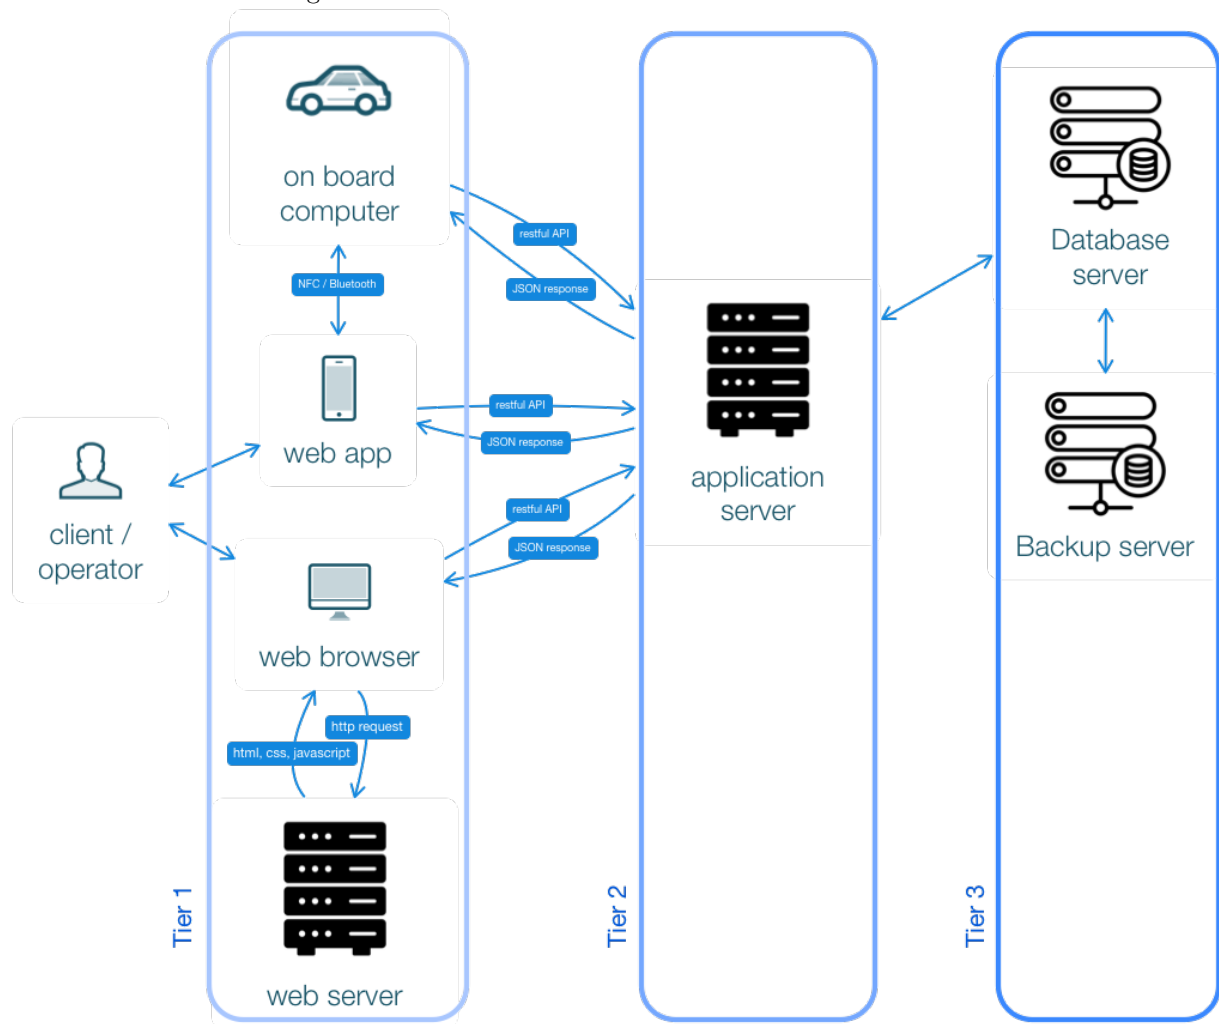 on board
computer
restful API
JSON response
NFC / Bluetooth
web app
restful API
JSON response
client /
operator
web browser
restful API
JSON response
http request
html, css, javascript
web server
Tier 1
application
server
Tier 2
Database
server
Backup server
Tier 3